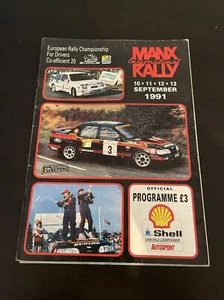 European Rally Championship
For Drivers
Co-efficient 20
MANX
International
RALLY
10 • 11 • 12 • 13
SEPTEMBER
1991
3
OFFICIAL
PROGRAMME £3
Shell
AUTOSPORT